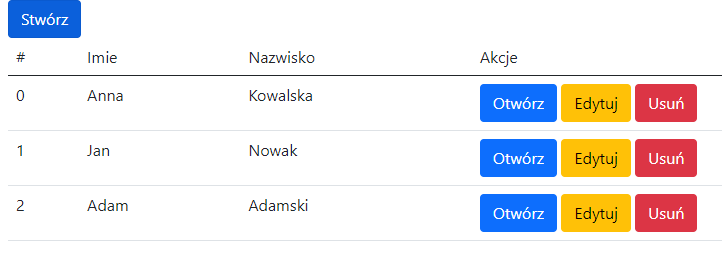 Stwórz
# Imie Nazwisko Akcje
0 Anna Kowalska Otwórz Edytuj Usuń
1 Jan Nowak Otwórz Edytuj Usuń
2 Adam Adamski Otwórz Edytuj Usuń